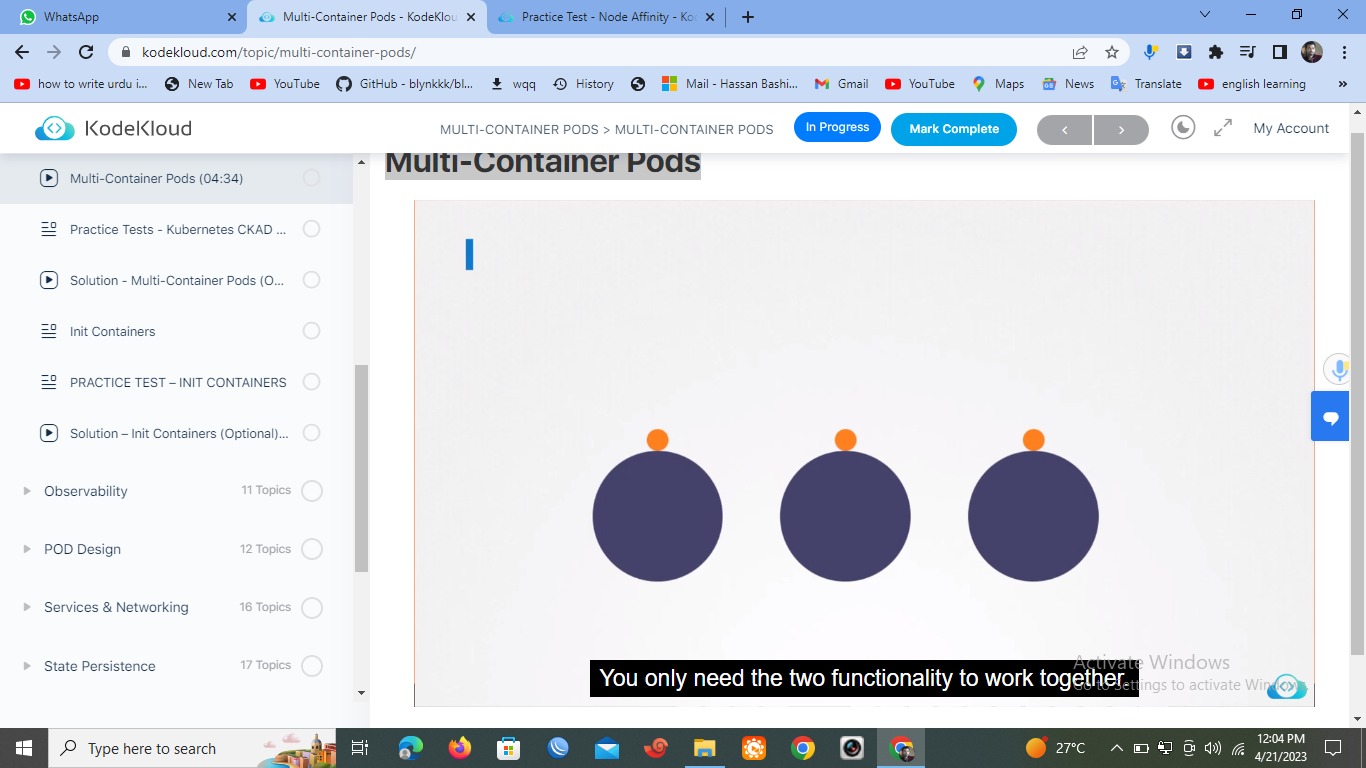 WhatsApp
Multi-Container Pods - KodeKlou
Practice Test - Node Affinity - Ko
kodekloud.com/topic/multi-container-pods/
how to write urdu i...
New Tab
YouTube
GitHub - blynkkk/bl...
wqq
History
Mail - Hassan Bashi...
Gmail
YouTube
Maps
News
Translate
english learning
»
KodeKloud
MULTI-CONTAINER PODS > MULTI-CONTAINER PODS
In Progress
Mark Complete
My Account
Multi-Container Pods (04:34)
Practice Tests - Kubernetes CKAD ...
Solution - Multi-Container Pods (O...
Init Containers
PRACTICE TEST – INIT CONTAINERS
Solution – Init Containers (Optional)...
Observability 11 Topics
POD Design 12 Topics
Services & Networking 16 Topics
State Persistence 17 Topics
Multi-Container Pods
You only need the two functionality to work together.
Activate Windows
Go to Settings to activate Windows.
Type here to search
27°C
12:04 PM
4/21/2023